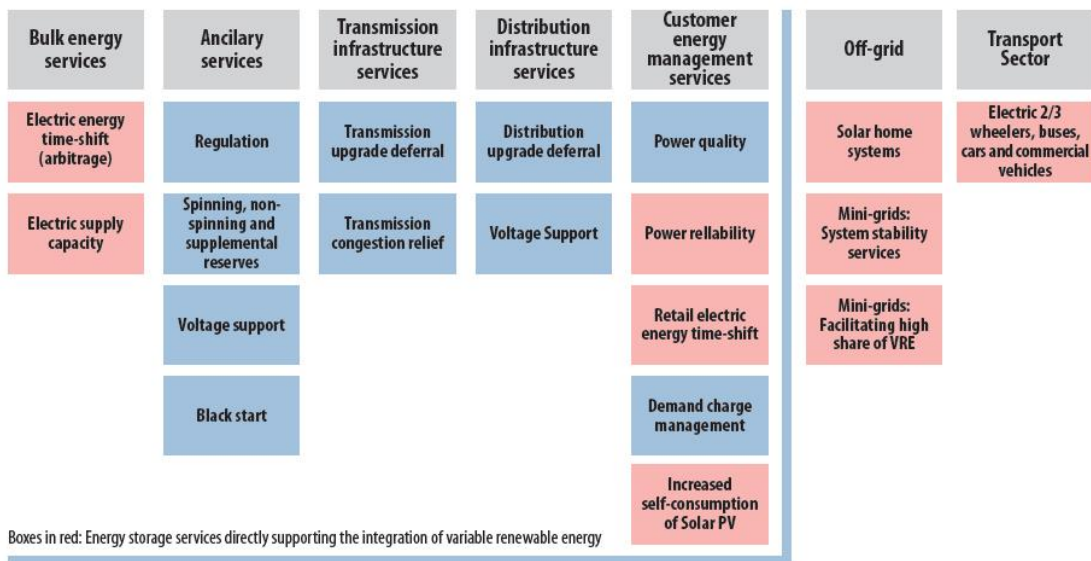 Bulk energy
services
Ancilary
services
Transmission
infrastructure
services
Distribution
infrastructure
services
Customer
energy
management
services
Off-grid
Transport
Sector
Electric energy
time-shift
(arbitrage)
Electric supply
capacity
Regulation
Spinning, non-
spinning and
supplemental
reserves
Voltage support
Black start
Transmission
upgrade deferral
Transmission
congestion relief
Distribution
upgrade deferral
Voltage Support
Power quality
Power rellability
Retail electric
energy time-shift
Demand charge
management
Increased
self-consumption
of Solar PV
Solar home
systems
Mini-grids:
System stability
services
Mini-grids:
Facilitating high
share of VRE
Electric 2/3
wheelers, buses,
cars and commercial
vehicles
Boxes in red: Energy storage services directly supporting the integration of variable renewable energy